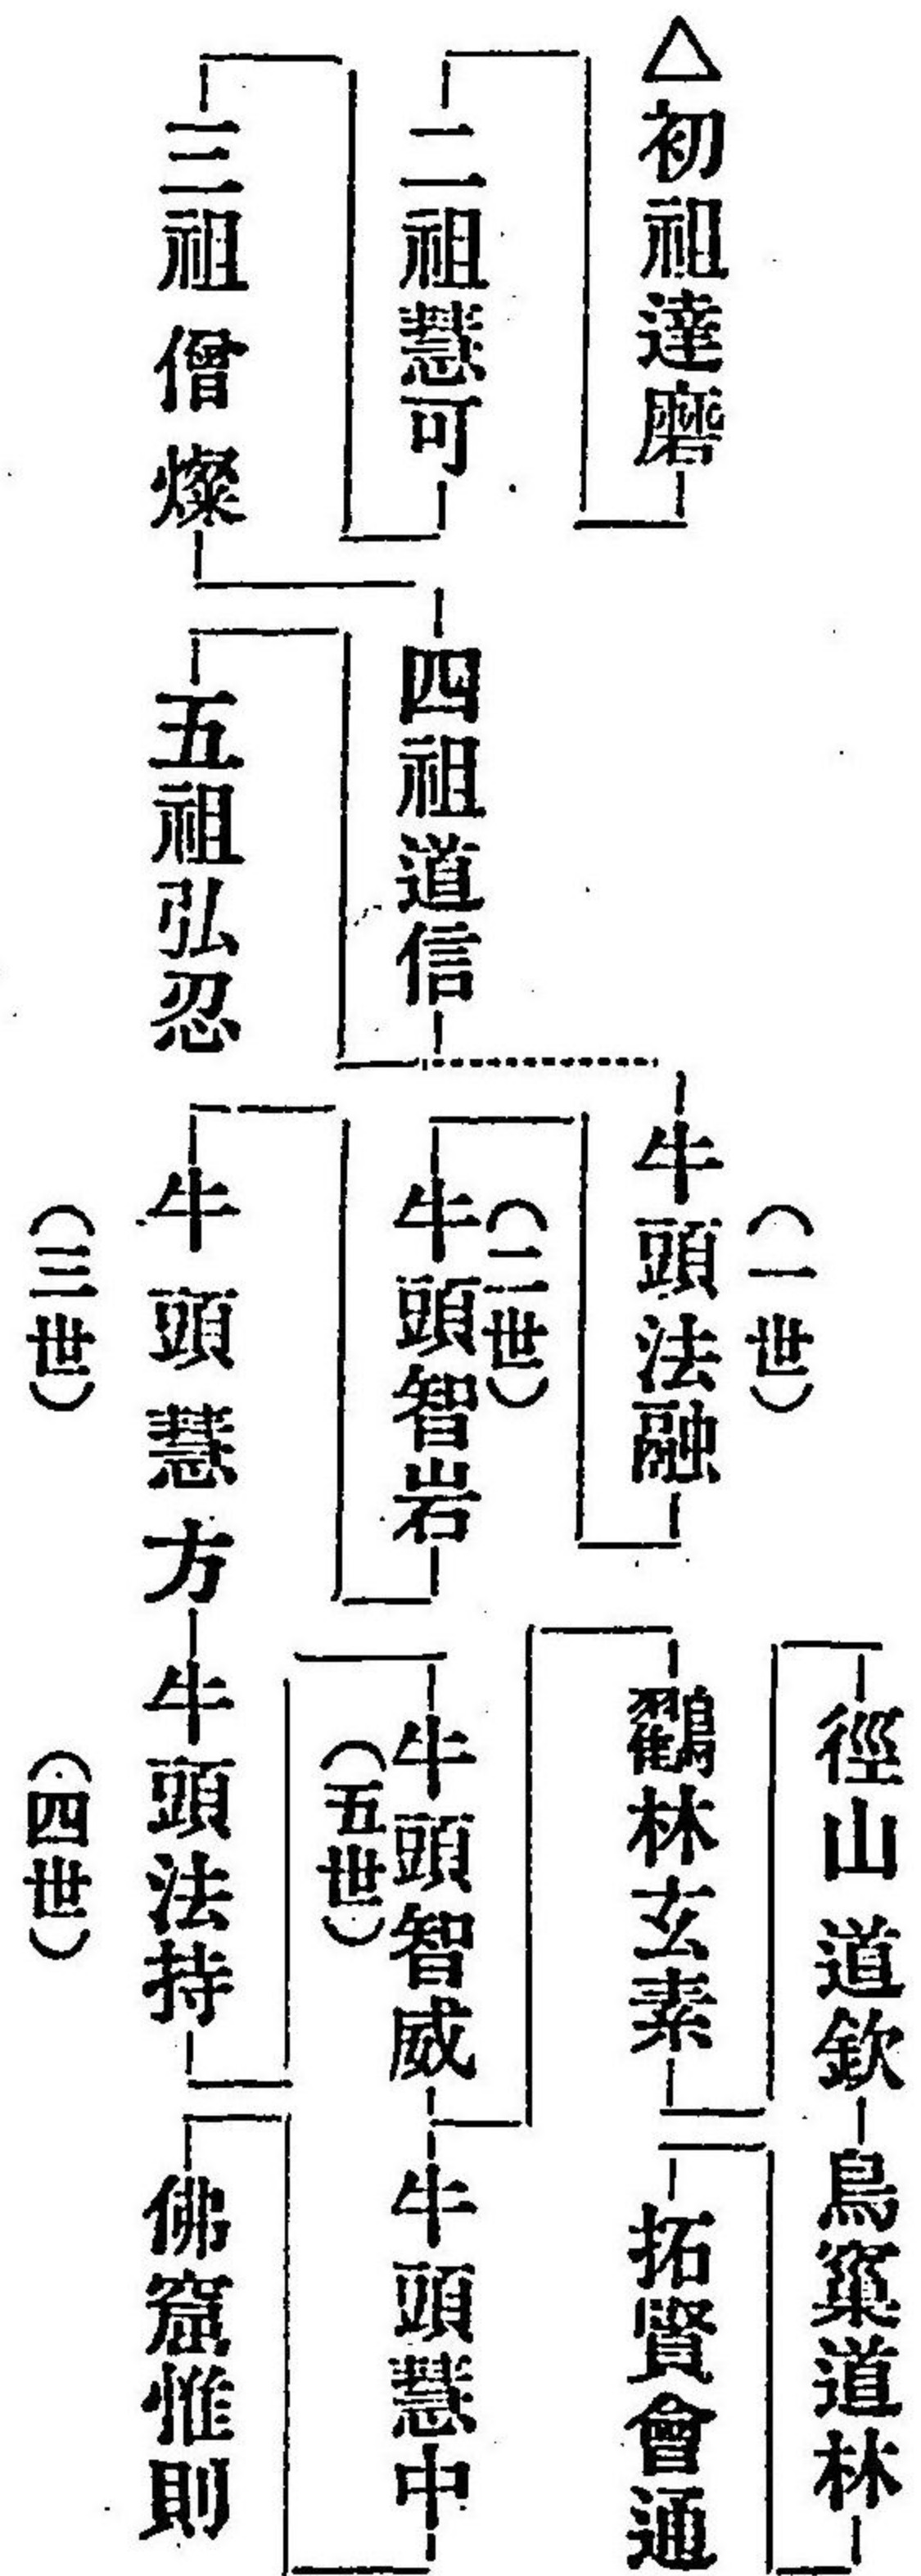 △初祖達磨
二祖慧可
三祖僧燦
四祖道信
五祖弘忍
牛頭法融
(一世)
牛頭智岩
(二世)
牛頭慧方
(三世)
牛頭法持
(四世)
牛頭智威
(五世)
牛頭慧中
佛窟惟則
鸛林玄素
徑山道欽
鳥窠道林
拓賢會通